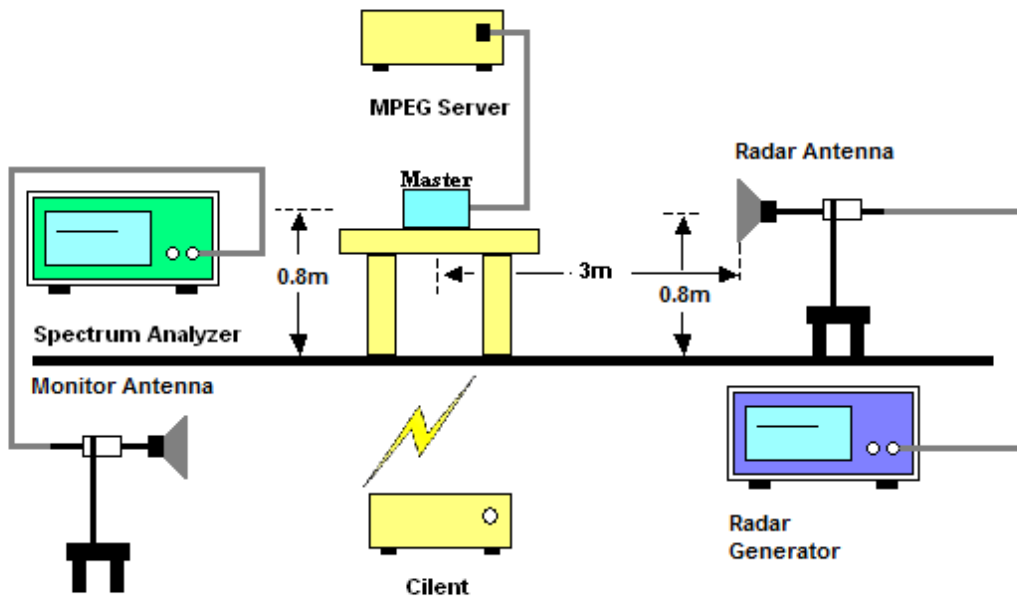 MPEG Server
Radar Antenna
Master
0.8m
3m
0.8m
Spectrum Analyzer
Monitor Antenna
Radar
Generator
Cilent